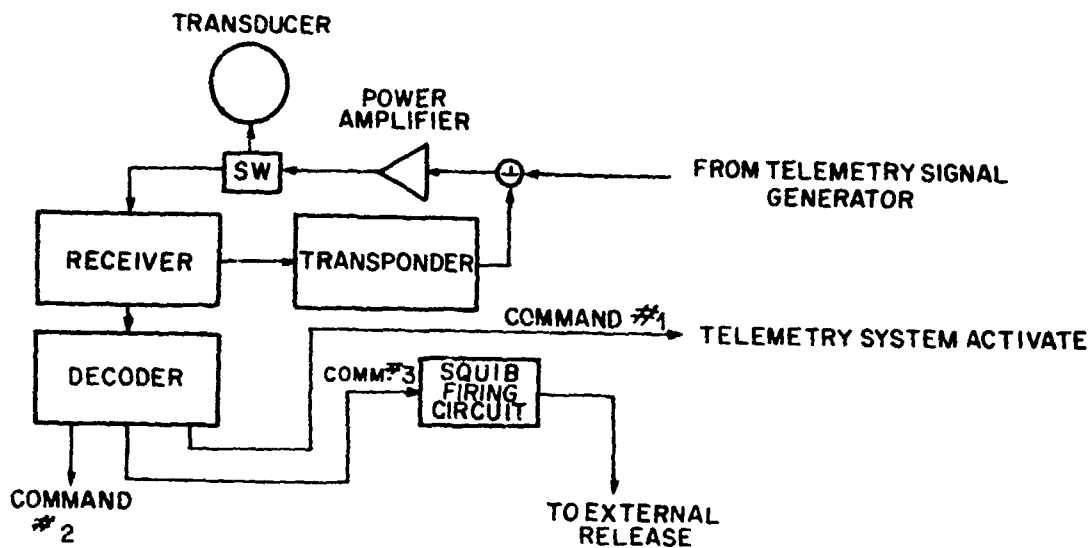 TRANSDUCER
POWER
AMPLIFIER
SW
FROM TELEMETRY SIGNAL
GENERATOR
RECEIVER
TRANSPONDER
COMMAND #1
TELEMETRY SYSTEM ACTIVATE
DECODER
COMM.#3
SQUIB
FIRING
CIRCUIT
COMMAND
#2
TO EXTERNAL
RELEASE